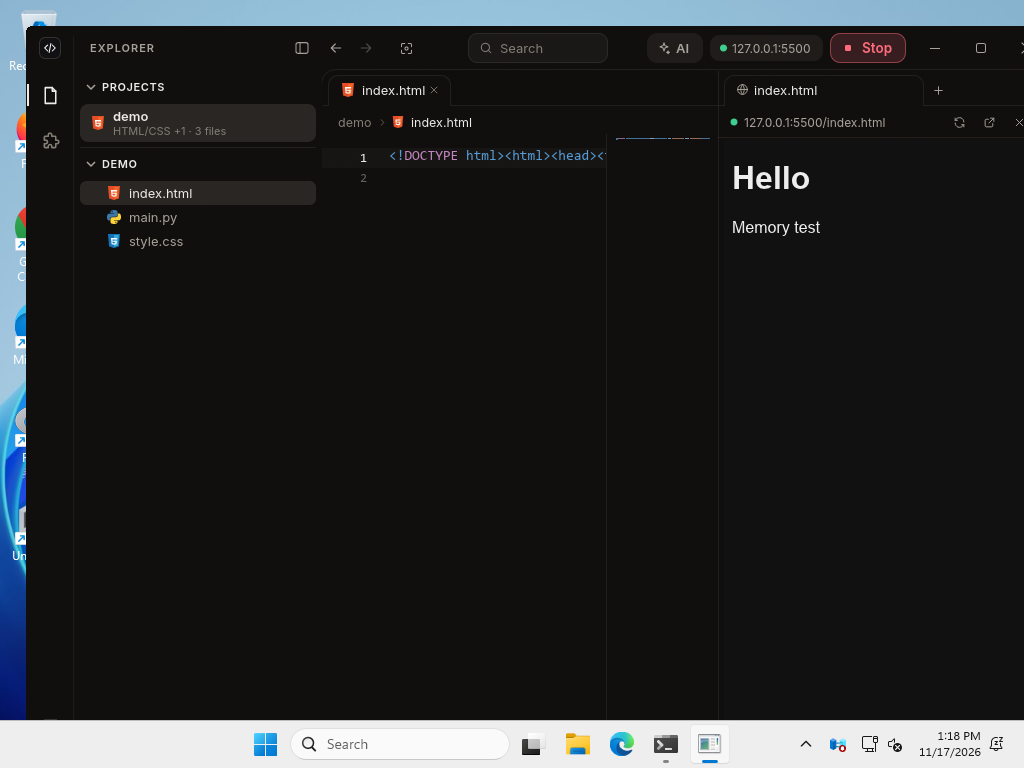 EXPLORER
Search
AI
127.0.0.1:5500
Stop
PROJECTS
demo
HTML/CSS +1 · 3 files
DEMO
index.html
main.py
style.css
index.html
demo
index.html
1
<!DOCTYPE html><html><head><
2
index.html
127.0.0.1:5500/index.html
Hello
Memory test
Search
1:18 PM
11/17/2026